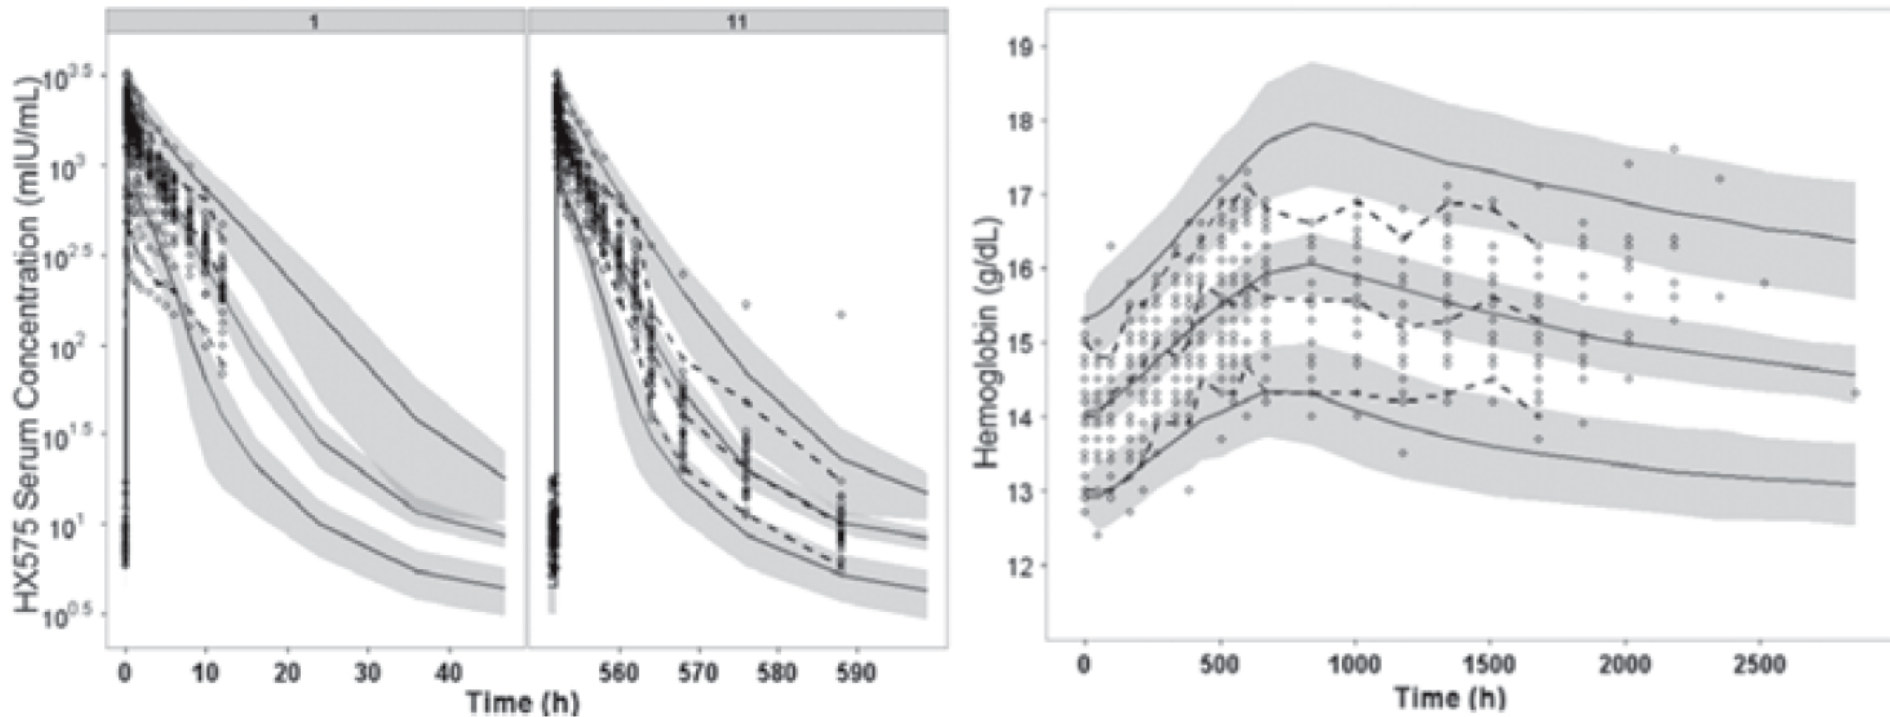 1 11
HX575 Serum Concentration (mIU/mL)
10^3.5
10^3
10^2.5
10^2
10^1.5
10^1
10^0.5
0 10 20 30 40 560 570 580 590
Time (h)
Hemoglobin (g/dL)
19
18
17
16
15
14
13
12
0 500 1000 1500 2000 2500
Time (h)